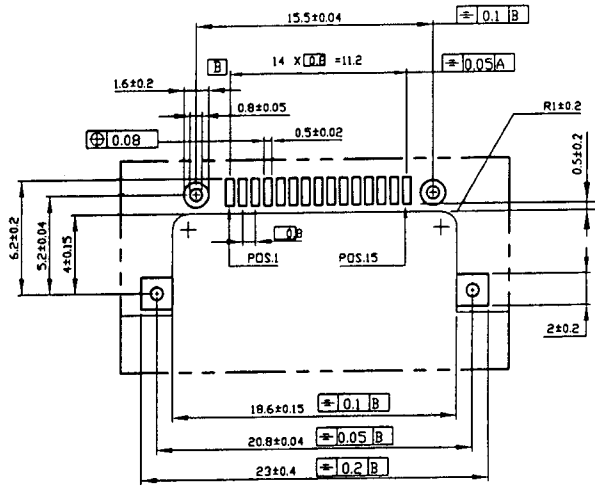 15.5±0.04
⌯ 0.1 B
B
14 X 0.8 =11.2
⌯ 0.05 A
1.6±0.2
0.8±0.05
R1±0.2
⌖ 0.08
0.5±0.02
0.5±0.2
6.2±0.2
5.2±0.04
4±0.15
0.8
POS.1
POS.15
2±0.2
18.6±0.15
⌯ 0.1 B
20.8±0.04
⌯ 0.05 B
23±0.4
⌯ 0.2 B